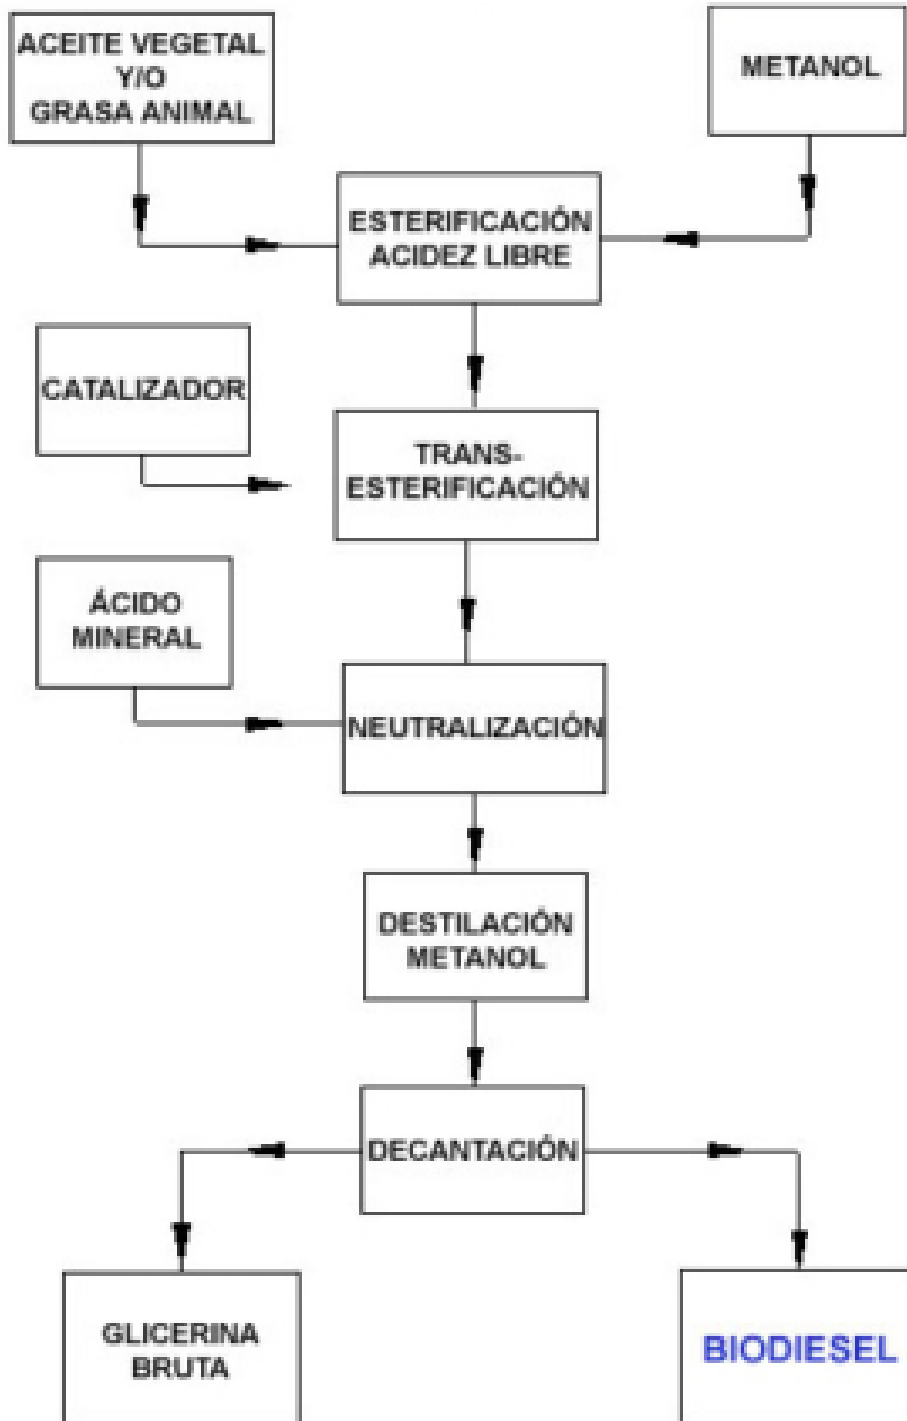 ACEITE VEGETAL
Y/O
GRASA ANIMAL
METANOL
ESTERIFICACIÓN
ACIDEZ LIBRE
CATALIZADOR
TRANS-
ESTERIFICACIÓN
ÁCIDO
MINERAL
NEUTRALIZACIÓN
DESTILACIÓN
METANOL
DECANTACIÓN
GLICERINA
BRUTA
BIODIESEL